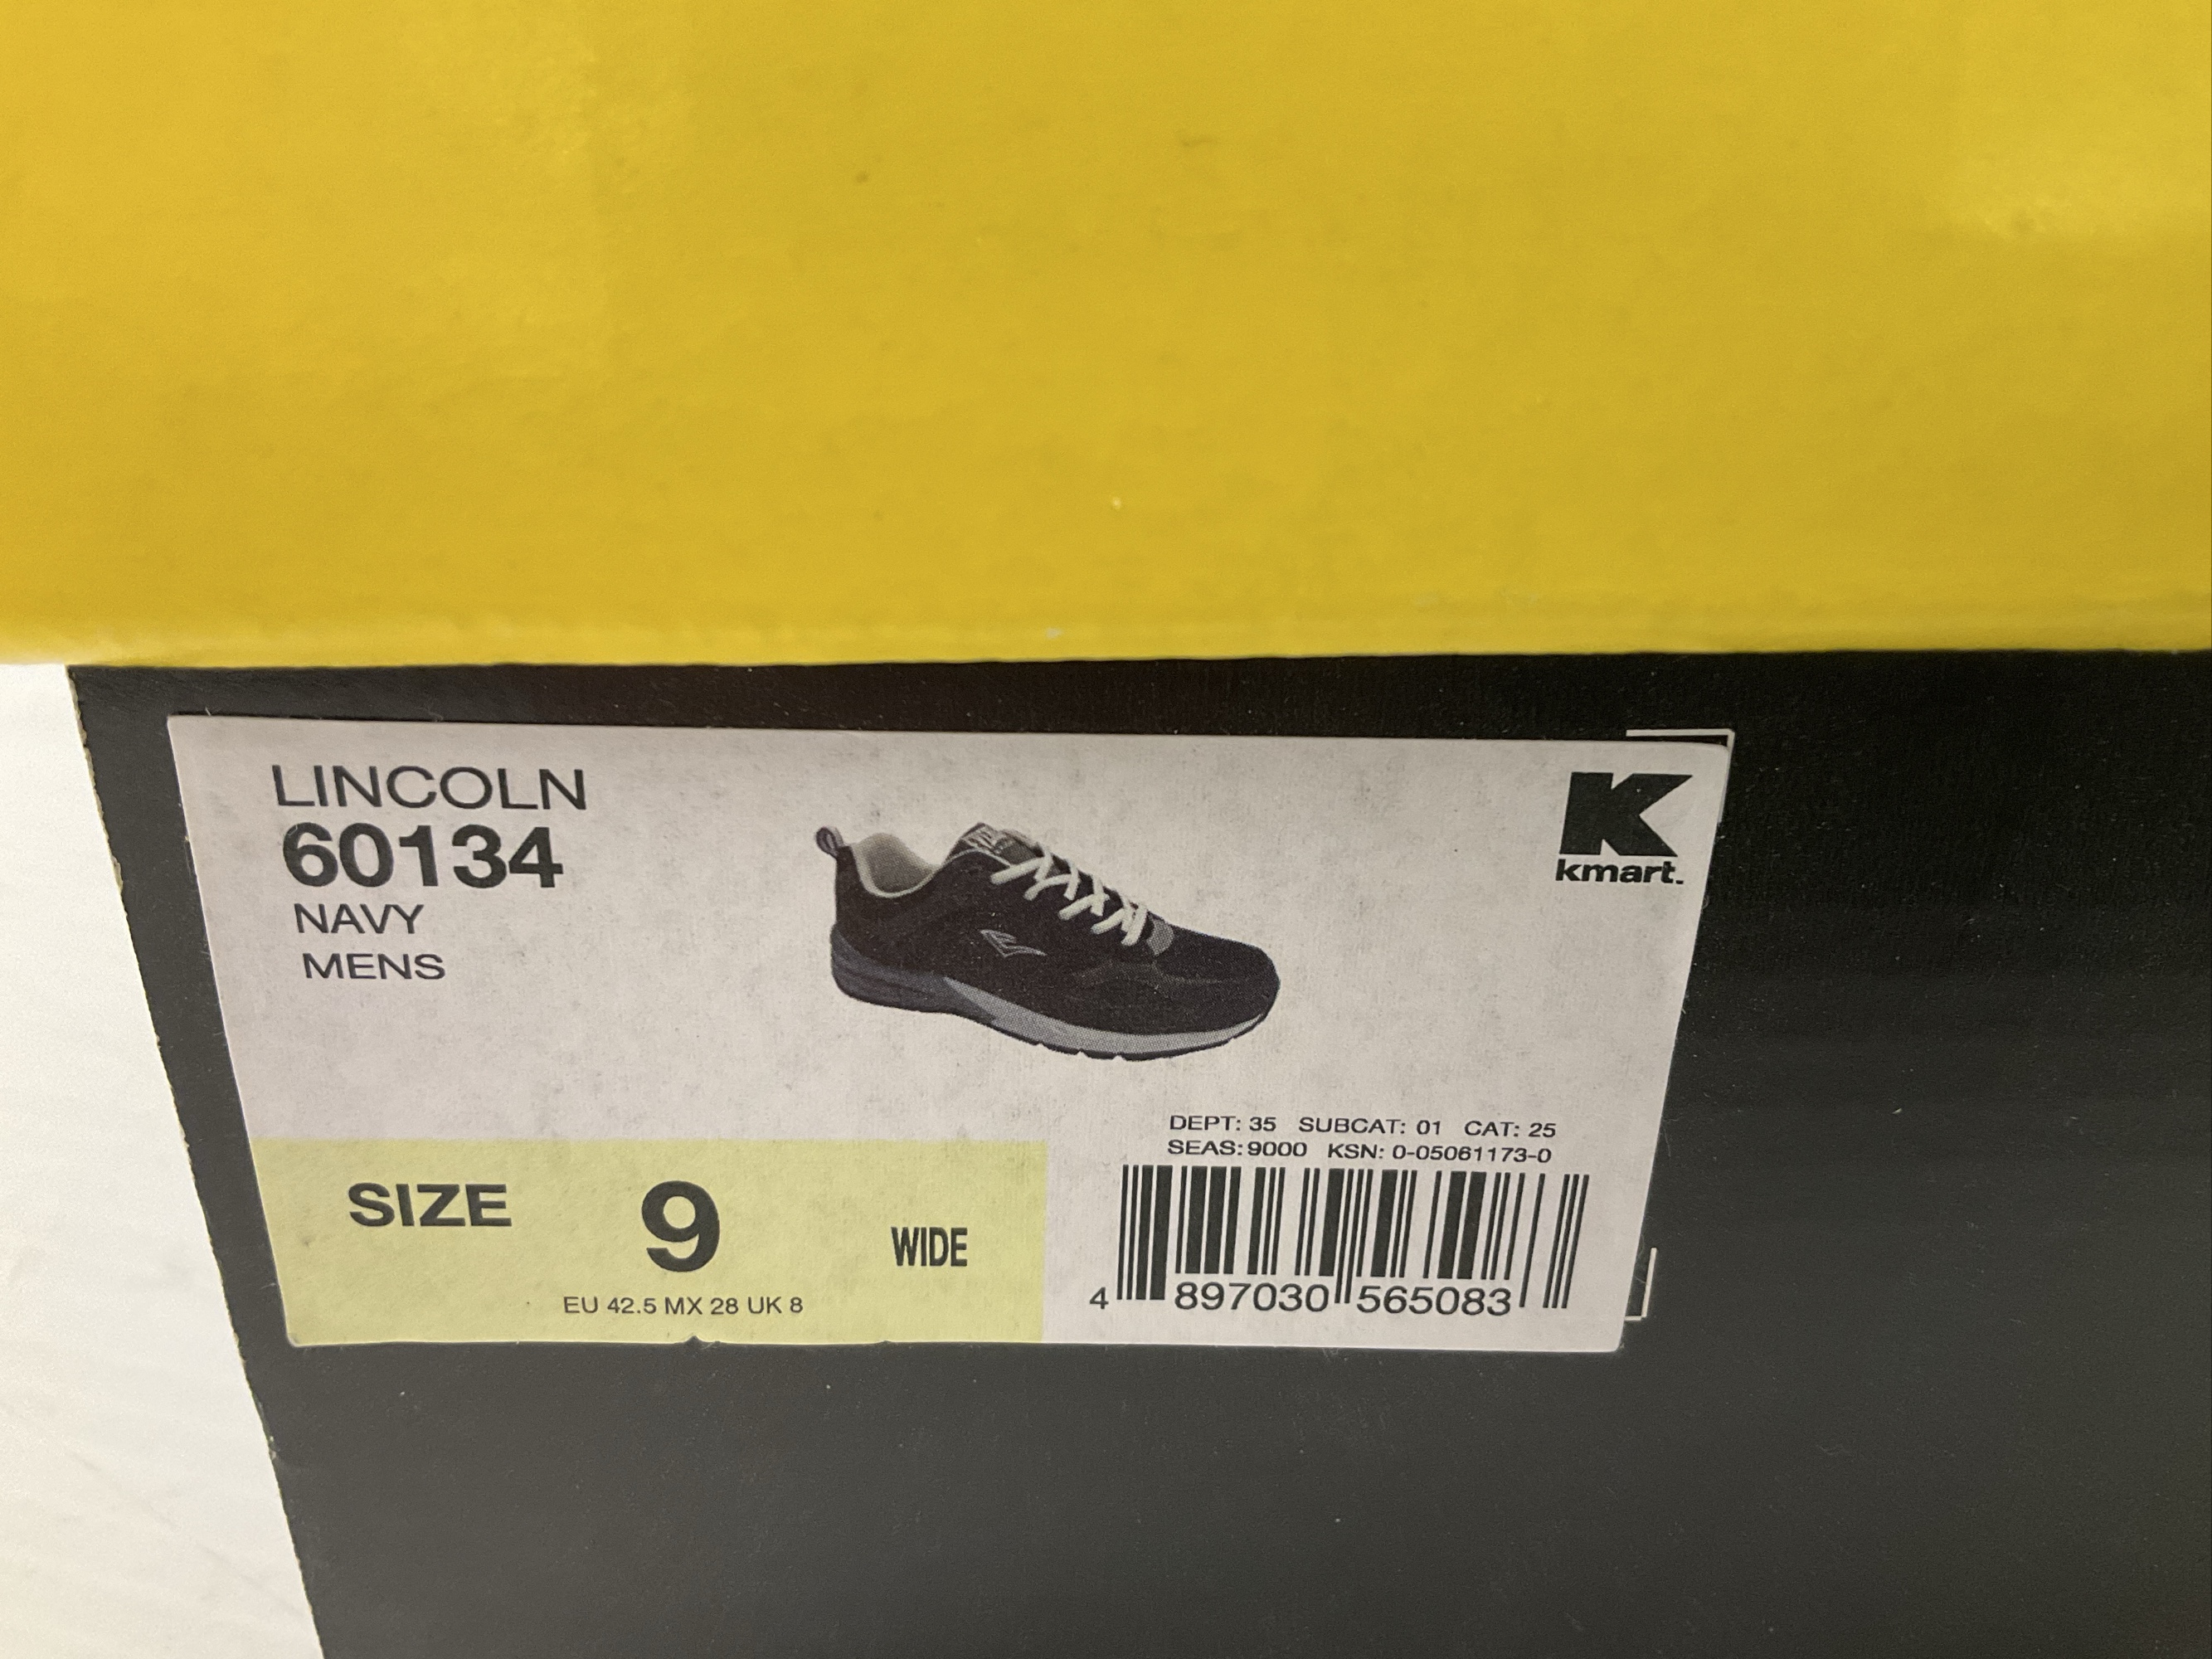 LINCOLN
60134
NAVY
MENS
K
kmart.
DEPT: 35 SUBCAT: 01 CAT: 25
SEAS:9000 KSN: 0-05061173-0
SIZE 9 WIDE
EU 42.5 MX 28 UK 8
4 897030 565083